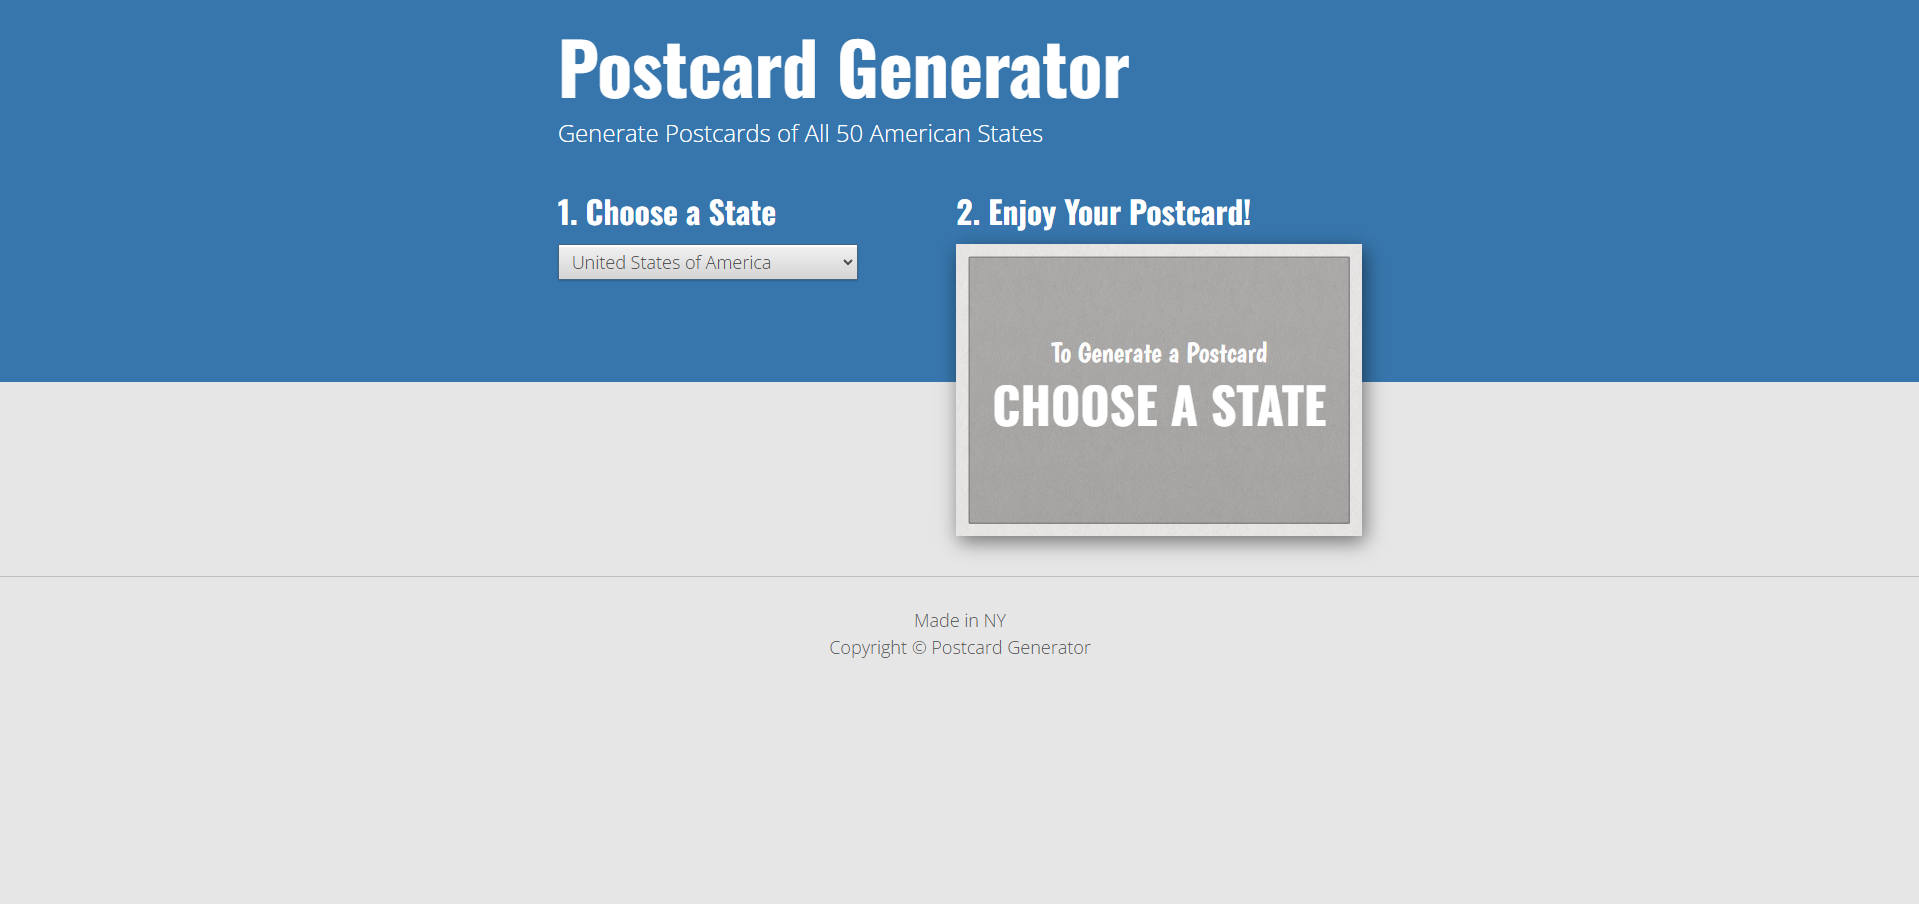 Postcard Generator
Generate Postcards of All 50 American States
1. Choose a State
United States of America
2. Enjoy Your Postcard!
To Generate a Postcard
CHOOSE A STATE
Made in NY
Copyright © Postcard Generator